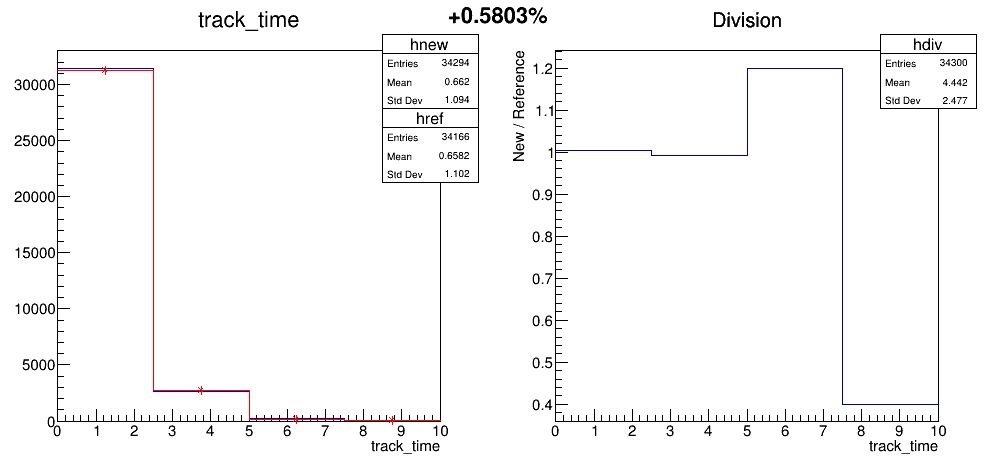 +0.5803%
track_time
hnew
Entries 34294
Mean 0.662
Std Dev 1.094
href
Entries 34166
Mean 0.6582
Std Dev 1.102
30000
25000
20000
15000
10000
5000
0
0 1 2 3 4 5 6 7 8 9 10
track_time
Division
hdiv
Entries 34300
Mean 4.442
Std Dev 2.477
New / Reference
1.2
1.1
1
0.9
0.8
0.7
0.6
0.5
0.4
0 1 2 3 4 5 6 7 8 9 10
track_time